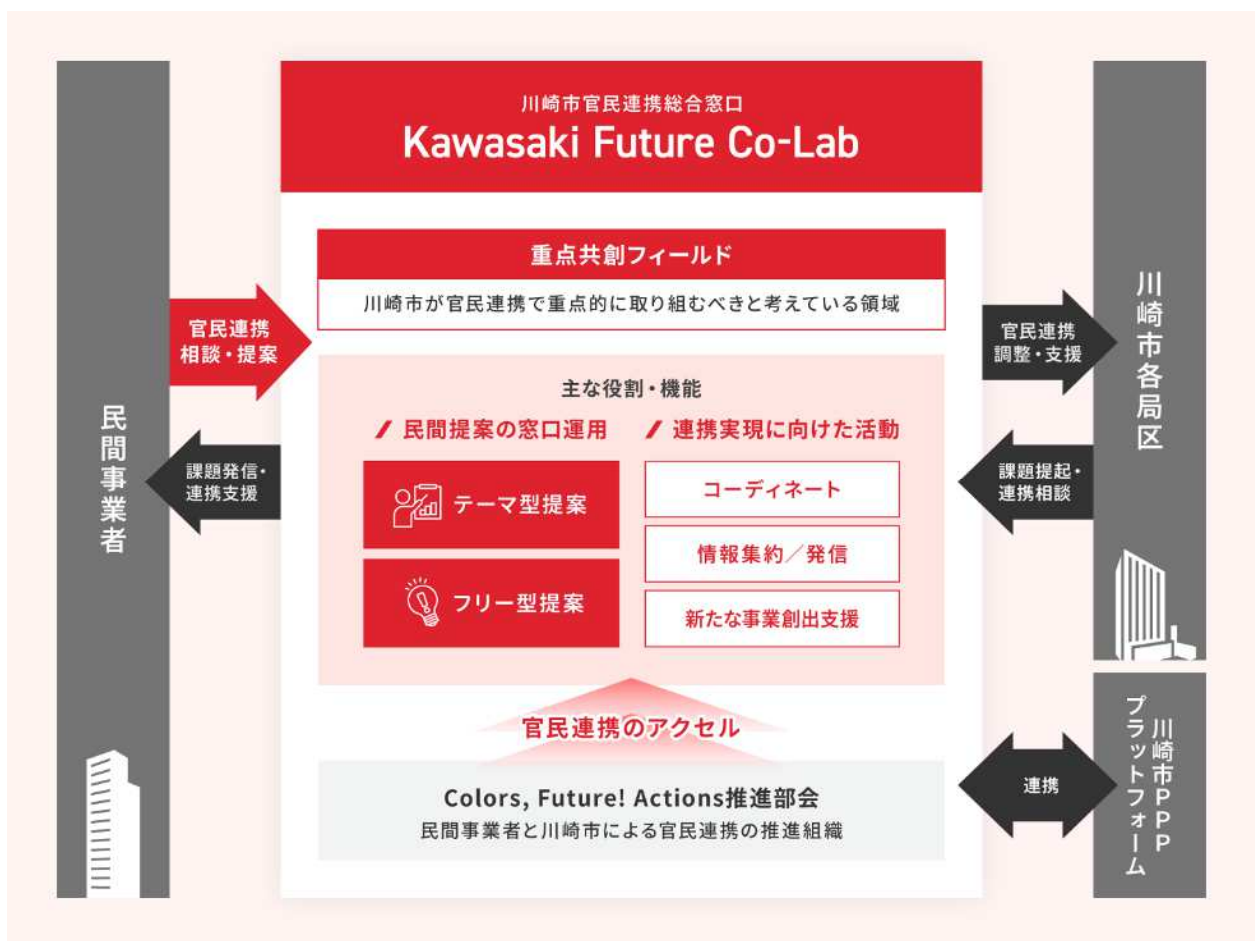 川崎市官民連携総合窓口
Kawasaki Future Co-Lab
重点共創フィールド
川崎市が官民連携で重点的に取り組むべきと考えている領域
民間事業者
官民連携
相談・提案
課題発信・
連携支援
主な役割・機能
民間提案の窓口運用
テーマ型提案
フリー型提案
連携実現に向けた活動
コーディネート
情報集約／発信
新たな事業創出支援
官民連携のアクセル
Colors, Future! Actions推進部会
民間事業者と川崎市による官民連携の推進組織
官民連携
調整・支援
課題提起・
連携相談
川崎市各局区
連携
川崎市PPP
プラットフォーム